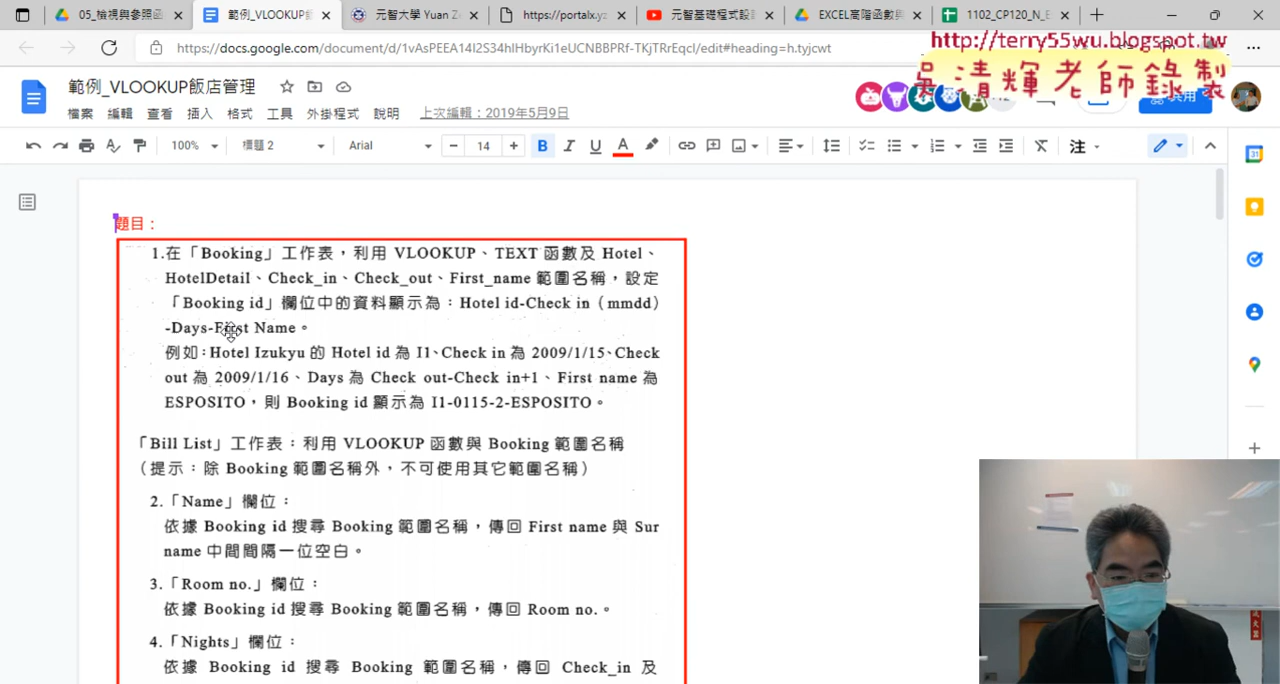 05_檢視與參照函
範例_VLOOKUP飯
元智大學 Yuan Z
https://portalx.yz
元智基礎程式設
EXCEL高階函數與
1102_CP120_N_E
https://docs.google.com/document/d/1vAsPEEA14I2S34hlHbyrKi1eUCNBBPRf-TKjTRrEqcI/edit#heading=h.tyjcwt
http://terry55wu.blogspot.tw
吳清輝老師錄製
範例_VLOOKUP飯店管理
檔案 編輯 查看 插入 格式 工具 外掛程式 說明 上次編輯：2019年5月9日
共用
100% 標題 2 Arial 14 B I U A 注
題目：
1.在「Booking」工作表，利用 VLOOKUP、TEXT 函數及 Hotel、
HotelDetail、Check_in、Check_out、First_name 範圍名稱，設定
「Booking id」欄位中的資料顯示為：Hotel id-Check in（mmdd）
-Days-First Name。
例如：Hotel Izukyu 的 Hotel id 為 I1、Check in 為 2009/1/15、Check
out 為 2009/1/16、Days 為 Check out-Check in+1、First name 為
ESPOSITO，則 Booking id 顯示為 I1-0115-2-ESPOSITO。
「Bill List」工作表：利用 VLOOKUP 函數與 Booking 範圍名稱
（提示：除 Booking 範圍名稱外，不可使用其它範圍名稱）
2.「Name」欄位：
依據 Booking id 搜尋 Booking 範圍名稱，傳回 First name 與 Sur
name 中間間隔一位空白。
3.「Room no.」欄位：
依據 Booking id 搜尋 Booking 範圍名稱，傳回 Room no.。
4.「Nights」欄位：
依據 Booking id 搜尋 Booking 範圍名稱，傳回 Check_in 及